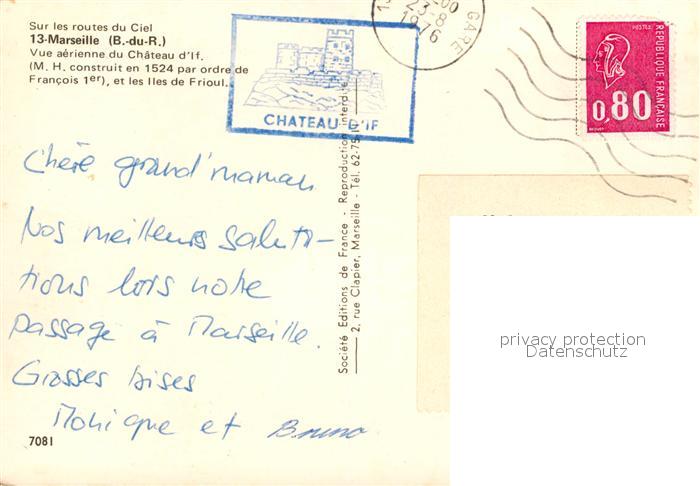 Sur les routes du Ciel
13-Marseille (B.-du-R.)
Vue aérienne du Château d'If.
(M. H. construit en 1524 par ordre de
François 1er), et les Iles de Frioul.
CHATEAU D'IF
GARE
23-8
1976
POSTES
REPUBLIQUE FRANÇAISE
0,80
BEQUET
Chère grand'maman
Nos meilleures saluta-
tions lors notre
passage à Marseille.
Grosses bises
Monique et Bruno
7081
Société Editions de France - Reproduction interdite
2, rue Clapier, Marseille - Tél. 62-75
privacy protection
Datenschutz